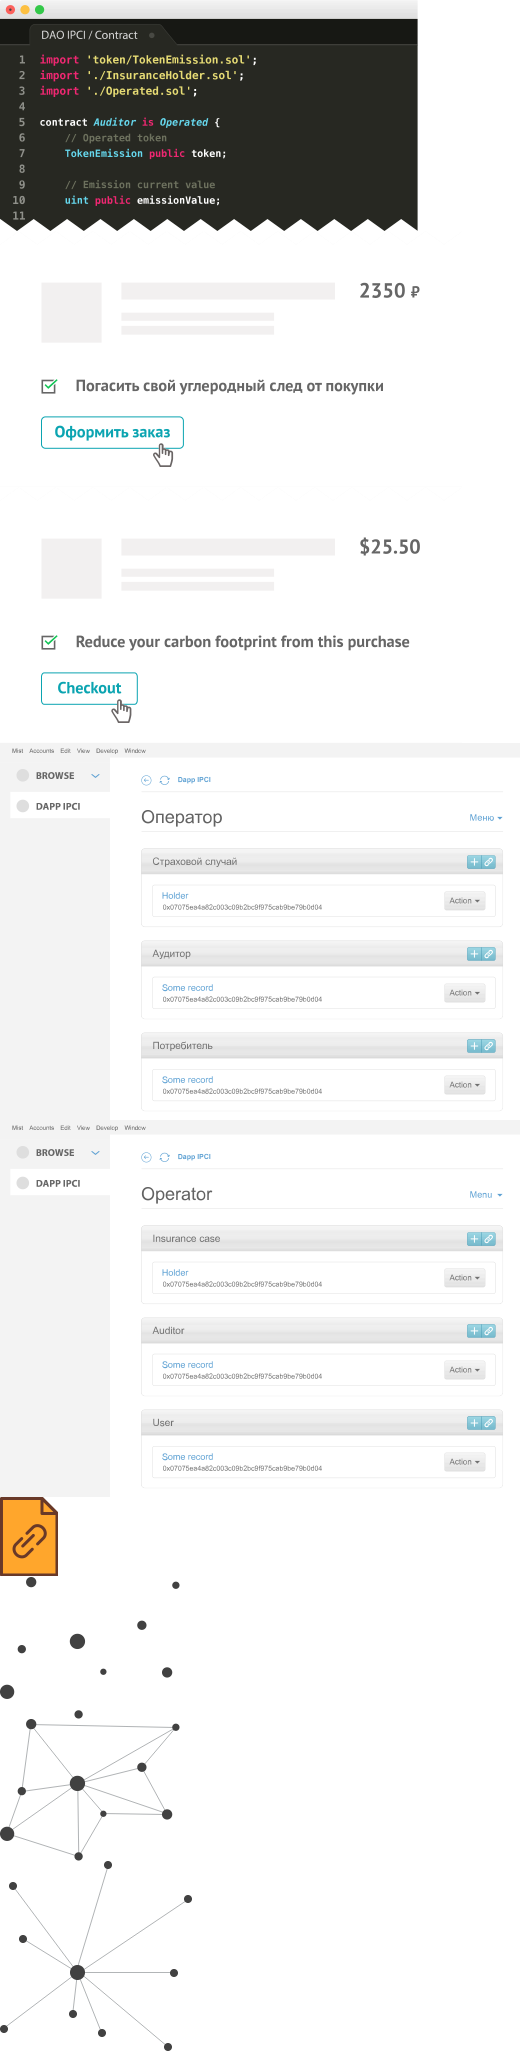 DAO IPCI / Contract
1 import 'token/TokenEmission.sol';
2 import './InsuranceHolder.sol';
3 import './Operated.sol';
4
5 contract Auditor is Operated {
6 // Operated token
7 TokenEmission public token;
8
9 // Emission current value
10 uint public emissionValue;
11
2350 ₽
Погасить свой углеродный след от покупки
Оформить заказ
$25.50
Reduce your carbon footprint from this purchase
Checkout
Mist Accounts Edit View Develop Window
BROWSE
Dapp IPCI
DAPP IPCI
Оператор
Меню
Страховой случай
Holder
0x07075ea4a82c003c09b2bc9f975cab9be79b0d04
Action
Аудитор
Some record
0x07075ea4a82c003c09b2bc9f975cab9be79b0d04
Action
Потребитель
Some record
0x07075ea4a82c003c09b2bc9f975cab9be79b0d04
Action
Mist Accounts Edit View Develop Window
BROWSE
Dapp IPCI
DAPP IPCI
Operator
Menu
Insurance case
Holder
0x07075ea4a82c003c09b2bc9f975cab9be79b0d04
Action
Auditor
Some record
0x07075ea4a82c003c09b2bc9f975cab9be79b0d04
Action
User
Some record
0x07075ea4a82c003c09b2bc9f975cab9be79b0d04
Action